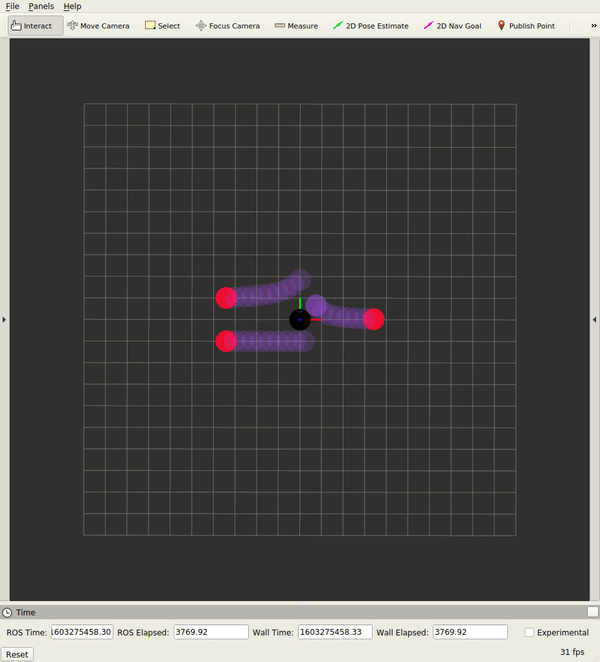 File Panels Help
Interact Move Camera Select Focus Camera Measure 2D Pose Estimate 2D Nav Goal Publish Point »
Time
ROS Time: 1603275458.30 ROS Elapsed: 3769.92 Wall Time: 1603275458.33 Wall Elapsed: 3769.92 Experimental
Reset 31 fps